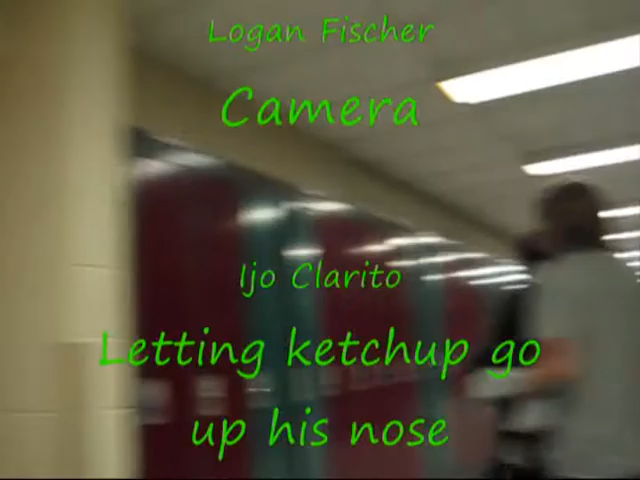 Logan Fischer
Camera
Ijo Clarito
Letting ketchup go
up his nose